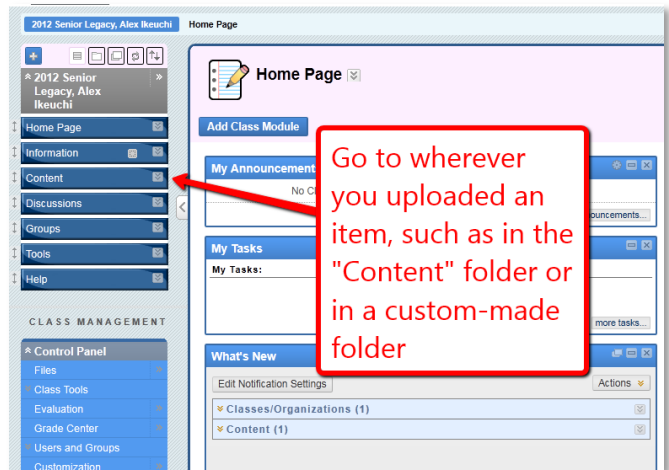 2012 Senior Legacy, Alex Ikeuchi
Home Page
2012 Senior
Legacy, Alex
Ikeuchi
Home Page
Information
Content
Discussions
Groups
Tools
Help
CLASS MANAGEMENT
Control Panel
Files
Class Tools
Evaluation
Grade Center
Users and Groups
Customization
Home Page
Add Class Module
My Announcement
No
My Tasks
My Tasks:
more tasks...
What's New
Edit Notification Settings
Actions
Classes/Organizations (1)
Content (1)
Go to wherever
you uploaded an
item, such as in the
"Content" folder or
in a custom-made
folder